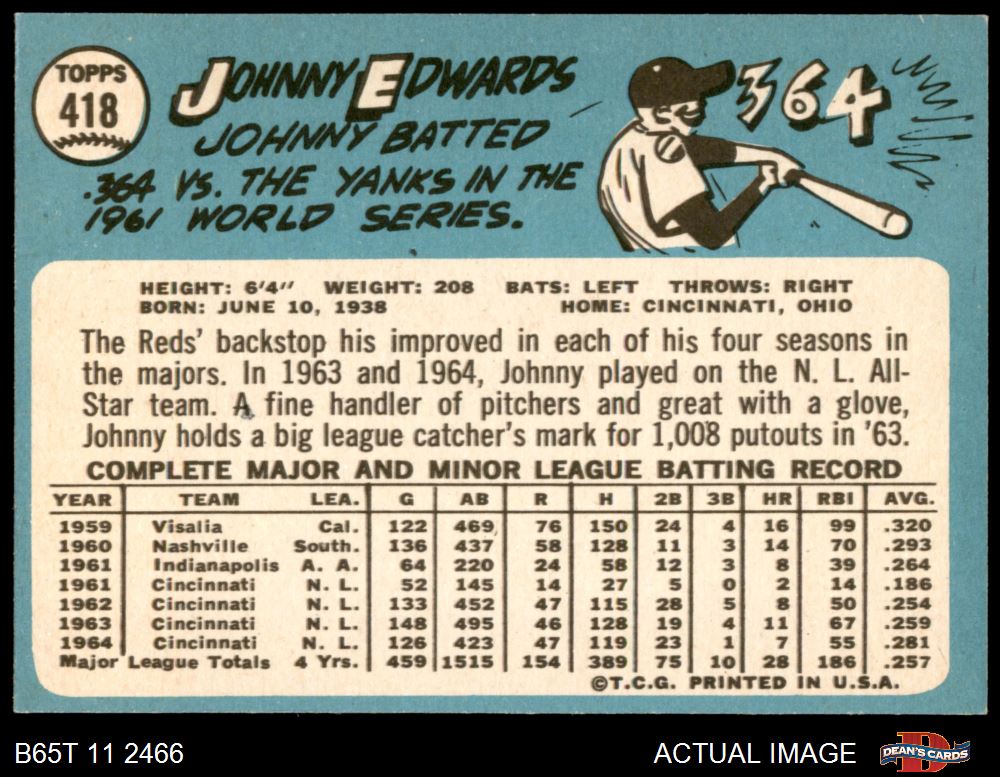 TOPPS
418
JOHNNY EDWARDS
JOHNNY BATTED
.364 VS. THE YANKS IN THE
1961 WORLD SERIES.
364
HEIGHT: 6'4" WEIGHT: 208 BATS: LEFT THROWS: RIGHT
BORN: JUNE 10, 1938 HOME: CINCINNATI, OHIO
The Reds' backstop his improved in each of his four seasons in
the majors. In 1963 and 1964, Johnny played on the N. L. All-
Star team. A fine handler of pitchers and great with a glove,
Johnny holds a big league catcher's mark for 1,008 putouts in '63.
COMPLETE MAJOR AND MINOR LEAGUE BATTING RECORD
YEAR TEAM LEA. G AB R H 2B 3B HR RBI AVG.
1959 Visalia Cal. 122 469 76 150 24 4 16 99 .320
1960 Nashville South. 136 437 58 128 11 3 14 70 .293
1961 Indianapolis A. A. 64 220 24 58 12 3 8 39 .264
1961 Cincinnati N. L. 52 145 14 27 5 0 2 14 .186
1962 Cincinnati N. L. 133 452 47 115 28 5 8 50 .254
1963 Cincinnati N. L. 148 495 46 128 19 4 11 67 .259
1964 Cincinnati N. L. 126 423 47 119 23 1 7 55 .281
Major League Totals 4 Yrs. 459 1515 154 389 75 10 28 186 .257
©T.C.G. PRINTED IN U.S.A.
B65T 11 2466
ACTUAL IMAGE
DEAN'S CARDS